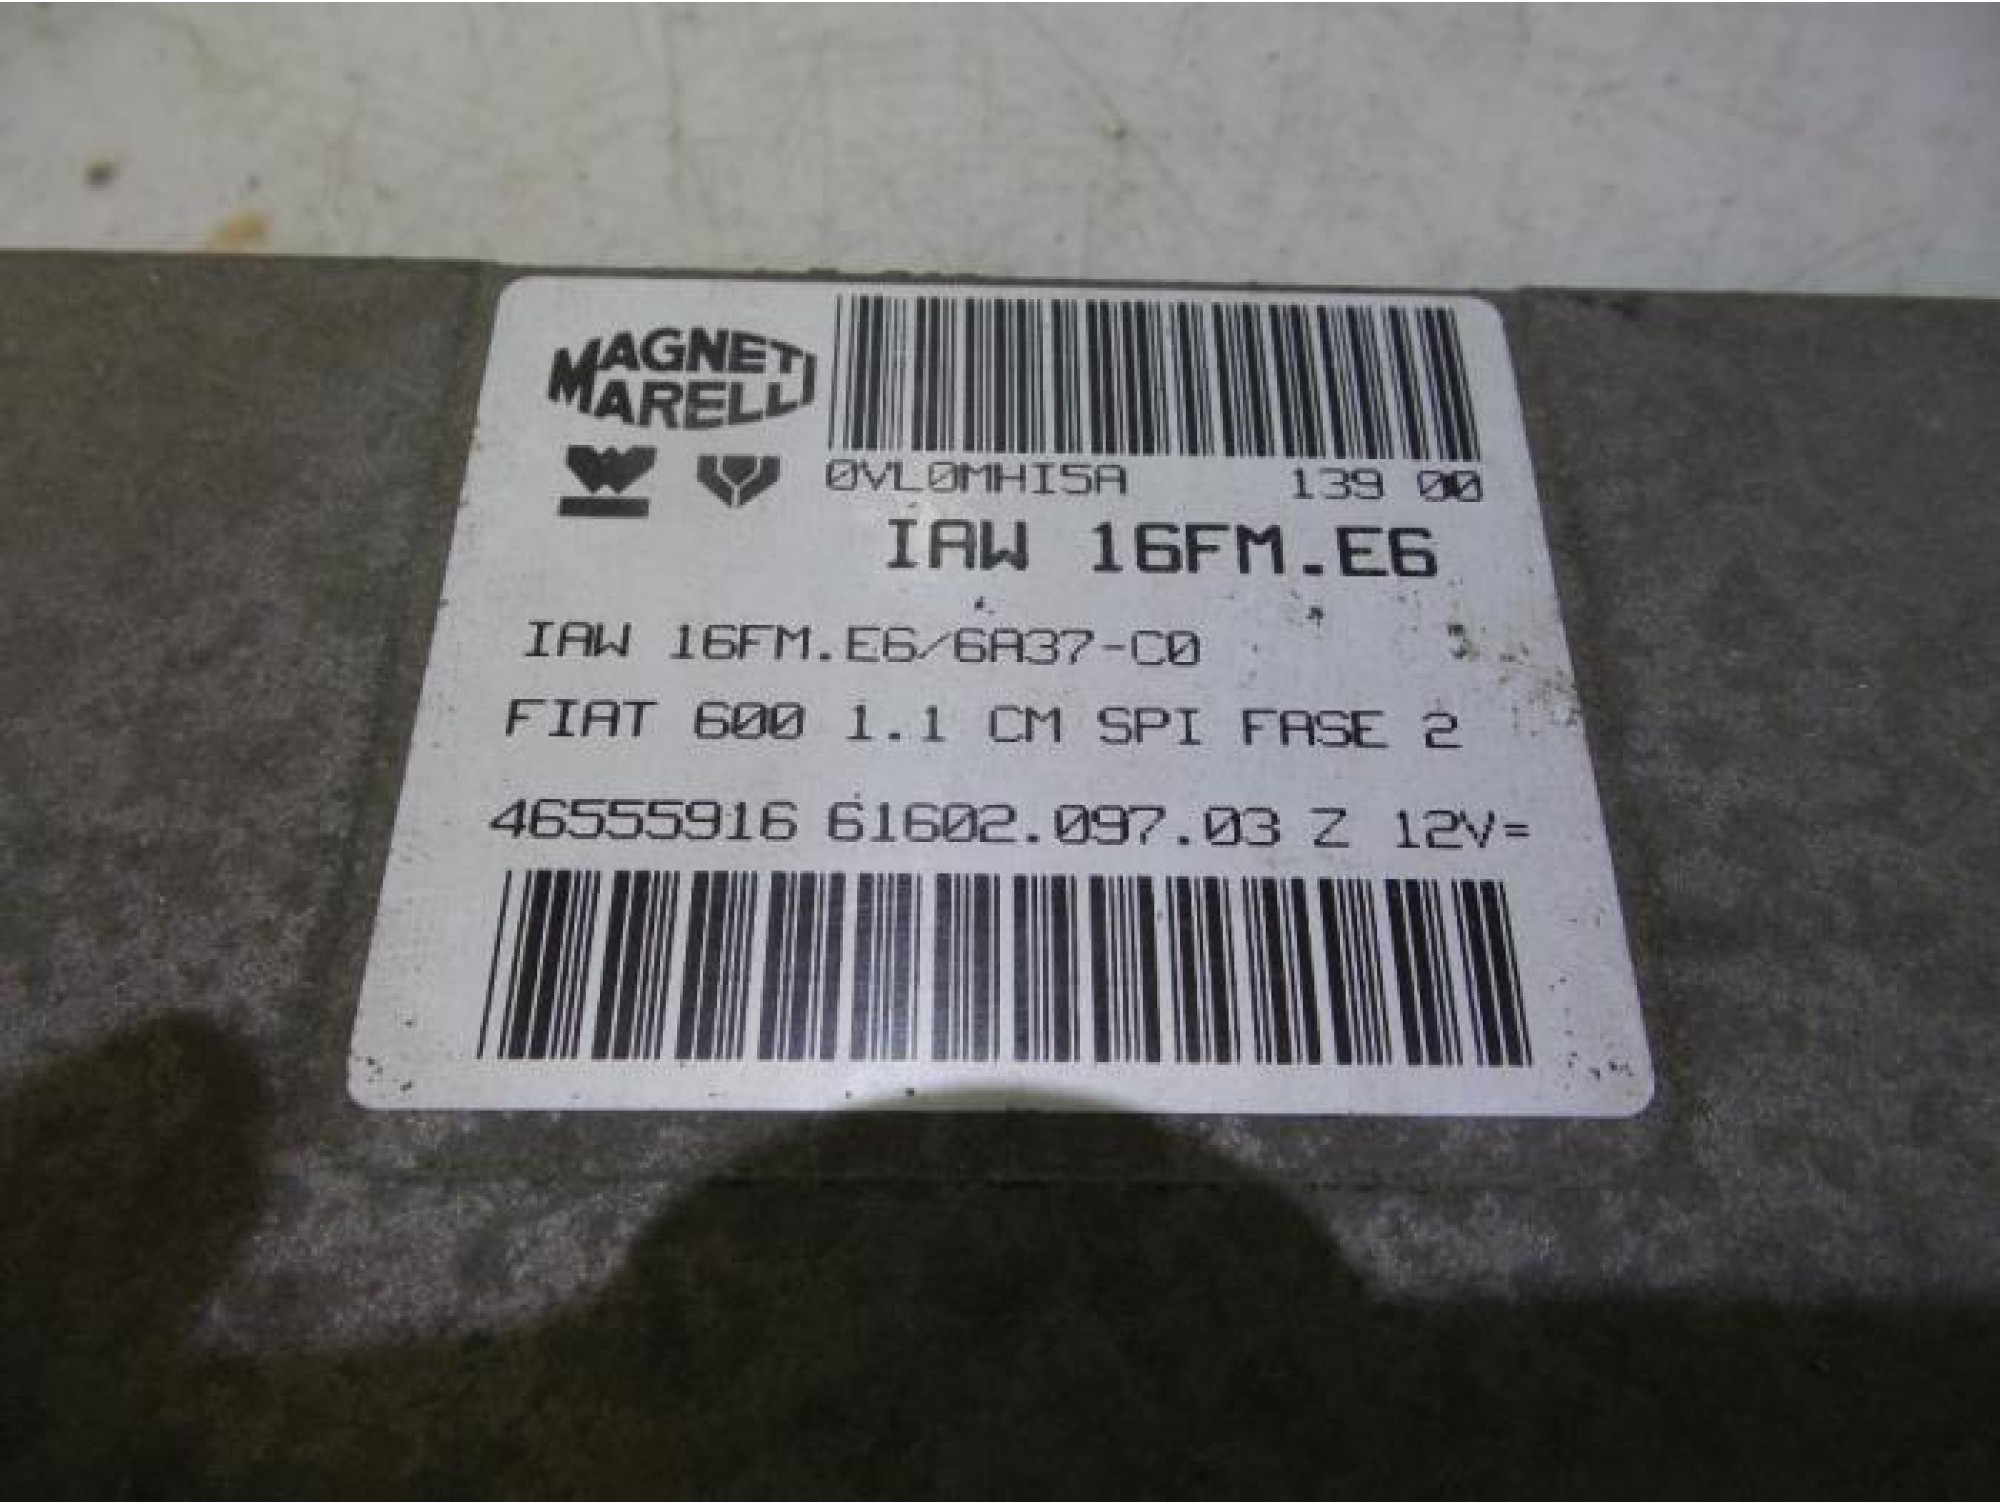 MAGNETI
MARELLI
0VL0MHI5A 139 00
IAW 16FM.E6
IAW 16FM.E6/6A37-C0
FIAT 600 1.1 CM SPI FASE 2
46555916 61602.097.03 Z 12V=